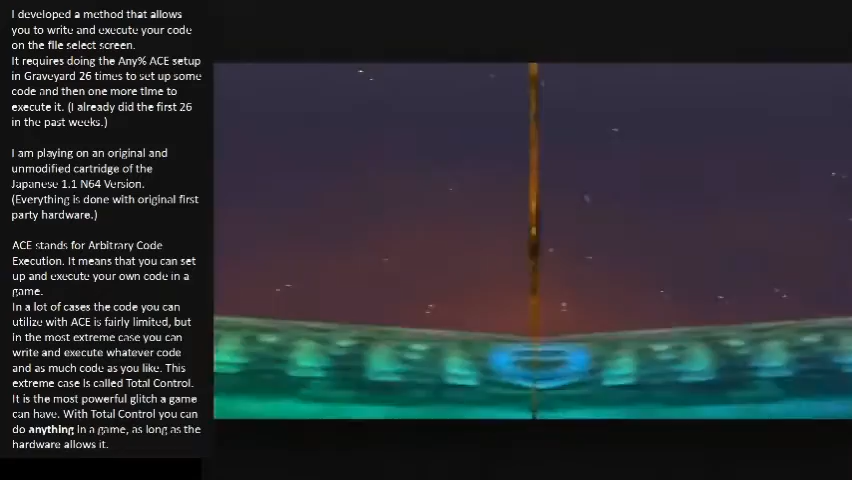 I developed a method that allows
you to write and execute your code
on the file select screen.
It requires doing the Any% ACE setup
in Graveyard 26 times to set up some
code and then one more time to
execute it. (I already did the first 26
in the past weeks.)
I am playing on an original and
unmodified cartridge of the
Japanese 1.1 N64 Version.
(Everything is done with original first
party hardware.)
ACE stands for Arbitrary Code
Execution. It means that you can set
up and execute your own code in a
game.
In a lot of cases the code you can
utilize with ACE is fairly limited, but
in the most extreme case you can
write and execute whatever code
and as much code as you like. This
extreme case is called Total Control.
It is the most powerful glitch a game
can have. With Total Control you can
do anything in a game, as long as the
hardware allows it.